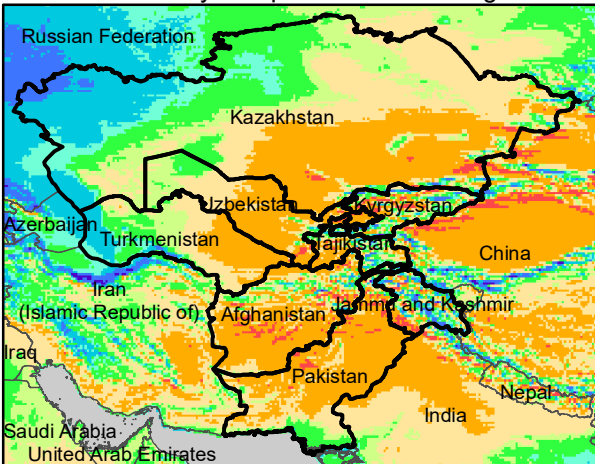 Russian Federation
Kazakhstan
Izbekistan
Kyrgyzstan
Azerbaijan
Turkmenistan
Tajikistan
China
Iran
(Islamic Republic of)
Afghanistan
Jammu and Kashmir
Iraq
Pakistan
Nepal
India
Saudi Arabia
United Arab Emirates